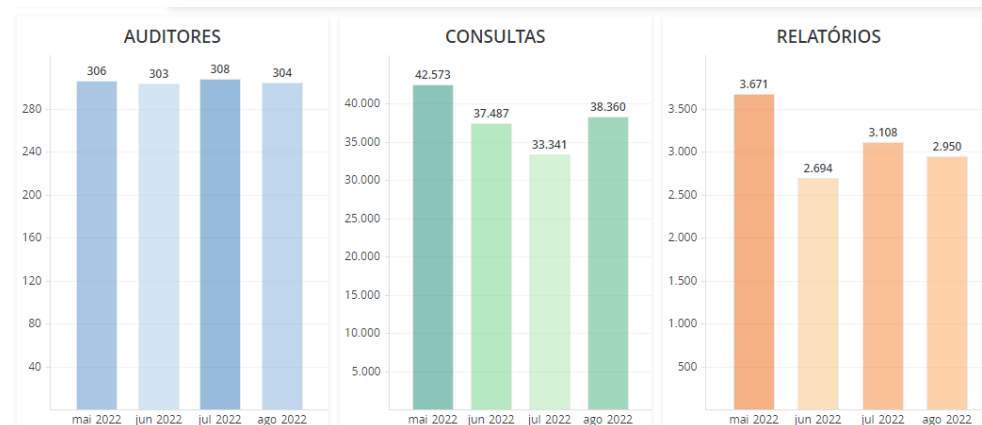 AUDITORES
306
303
308
304
280
240
200
160
120
80
40
mai 2022
jun 2022
jul 2022
ago 2022
CONSULTAS
42.573
37.487
33.341
38.360
40.000
35.000
30.000
25.000
20.000
15.000
10.000
5.000
mai 2022
jun 2022
jul 2022
ago 2022
RELATÓRIOS
3.671
2.694
3.108
2.950
3.500
3.000
2.500
2.000
1.500
1.000
500
mai 2022
jun 2022
jul 2022
ago 2022